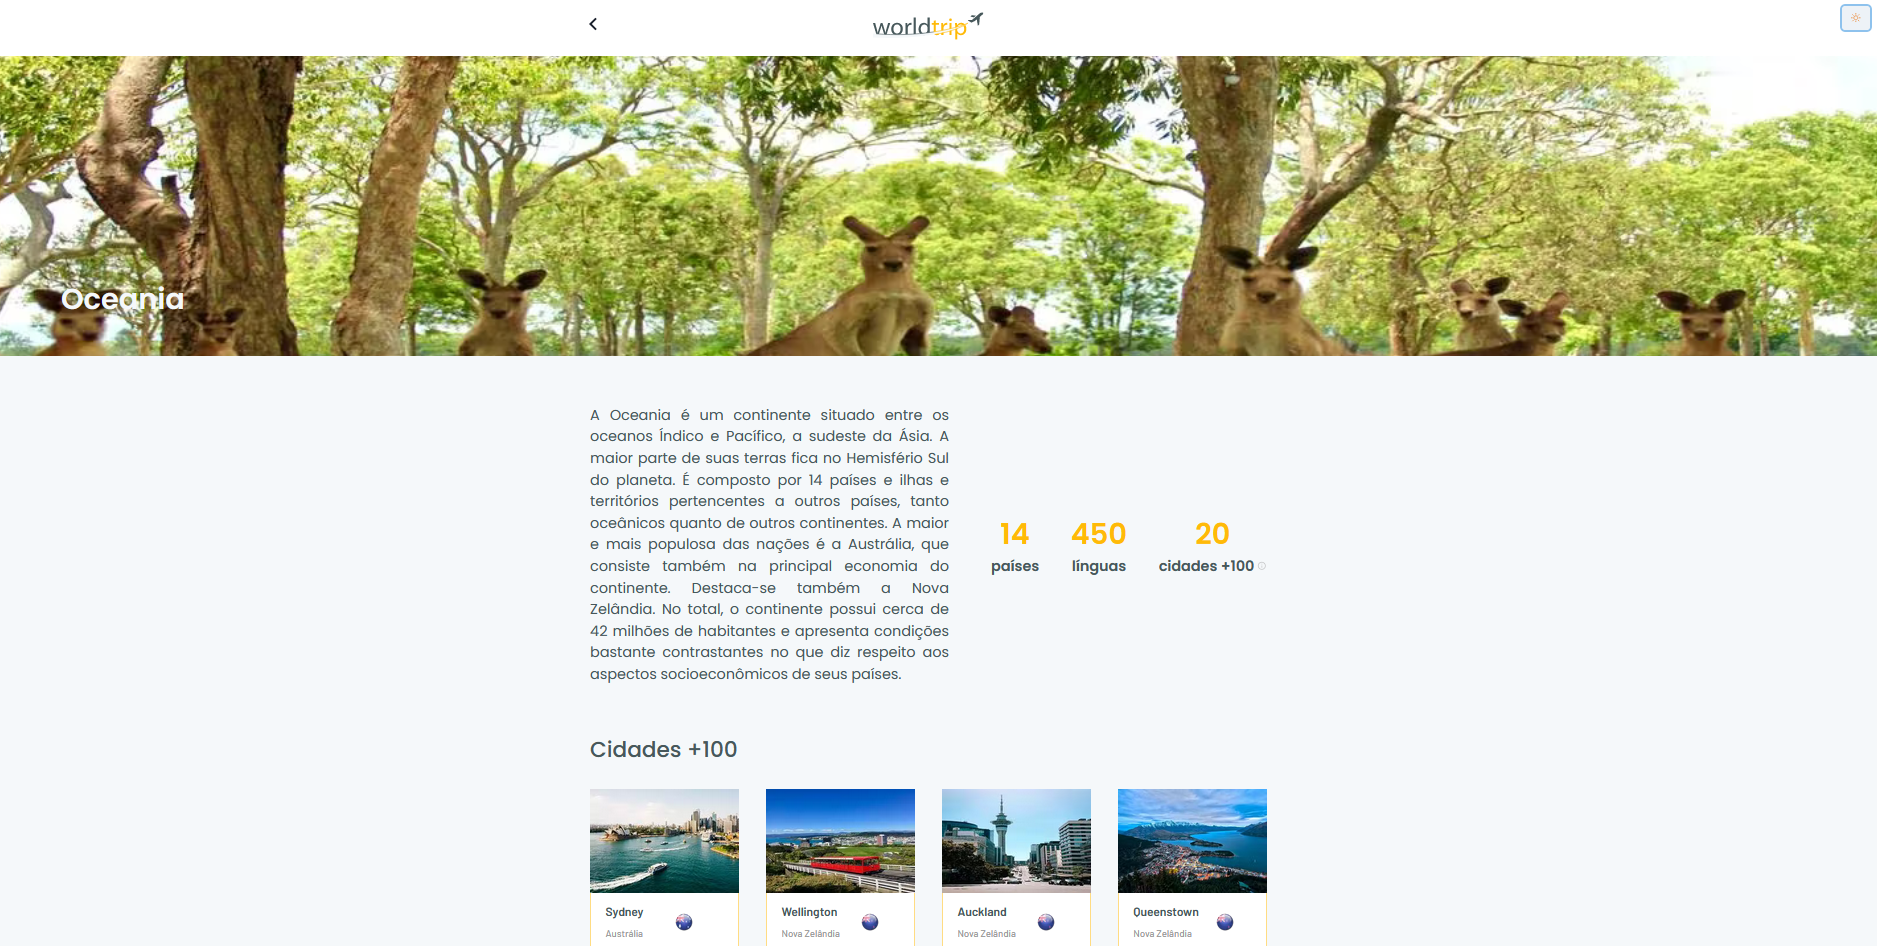 worldtrip
Oceania
A Oceania é um continente situado entre os
oceanos Índico e Pacífico, a sudeste da Ásia. A
maior parte de suas terras fica no Hemisfério Sul
do planeta. É composto por 14 países e ilhas e
territórios pertencentes a outros países, tanto
oceânicos quanto de outros continentes. A maior
e mais populosa das nações é a Austrália, que
consiste também na principal economia do
continente. Destaca-se também a Nova
Zelândia. No total, o continente possui cerca de
42 milhões de habitantes e apresenta condições
bastante contrastantes no que diz respeito aos
aspectos socioeconômicos de seus países.
14
países
450
línguas
20
cidades +100
Cidades +100
Sydney
Austrália
Wellington
Nova Zelândia
Auckland
Nova Zelândia
Queenstown
Nova Zelândia